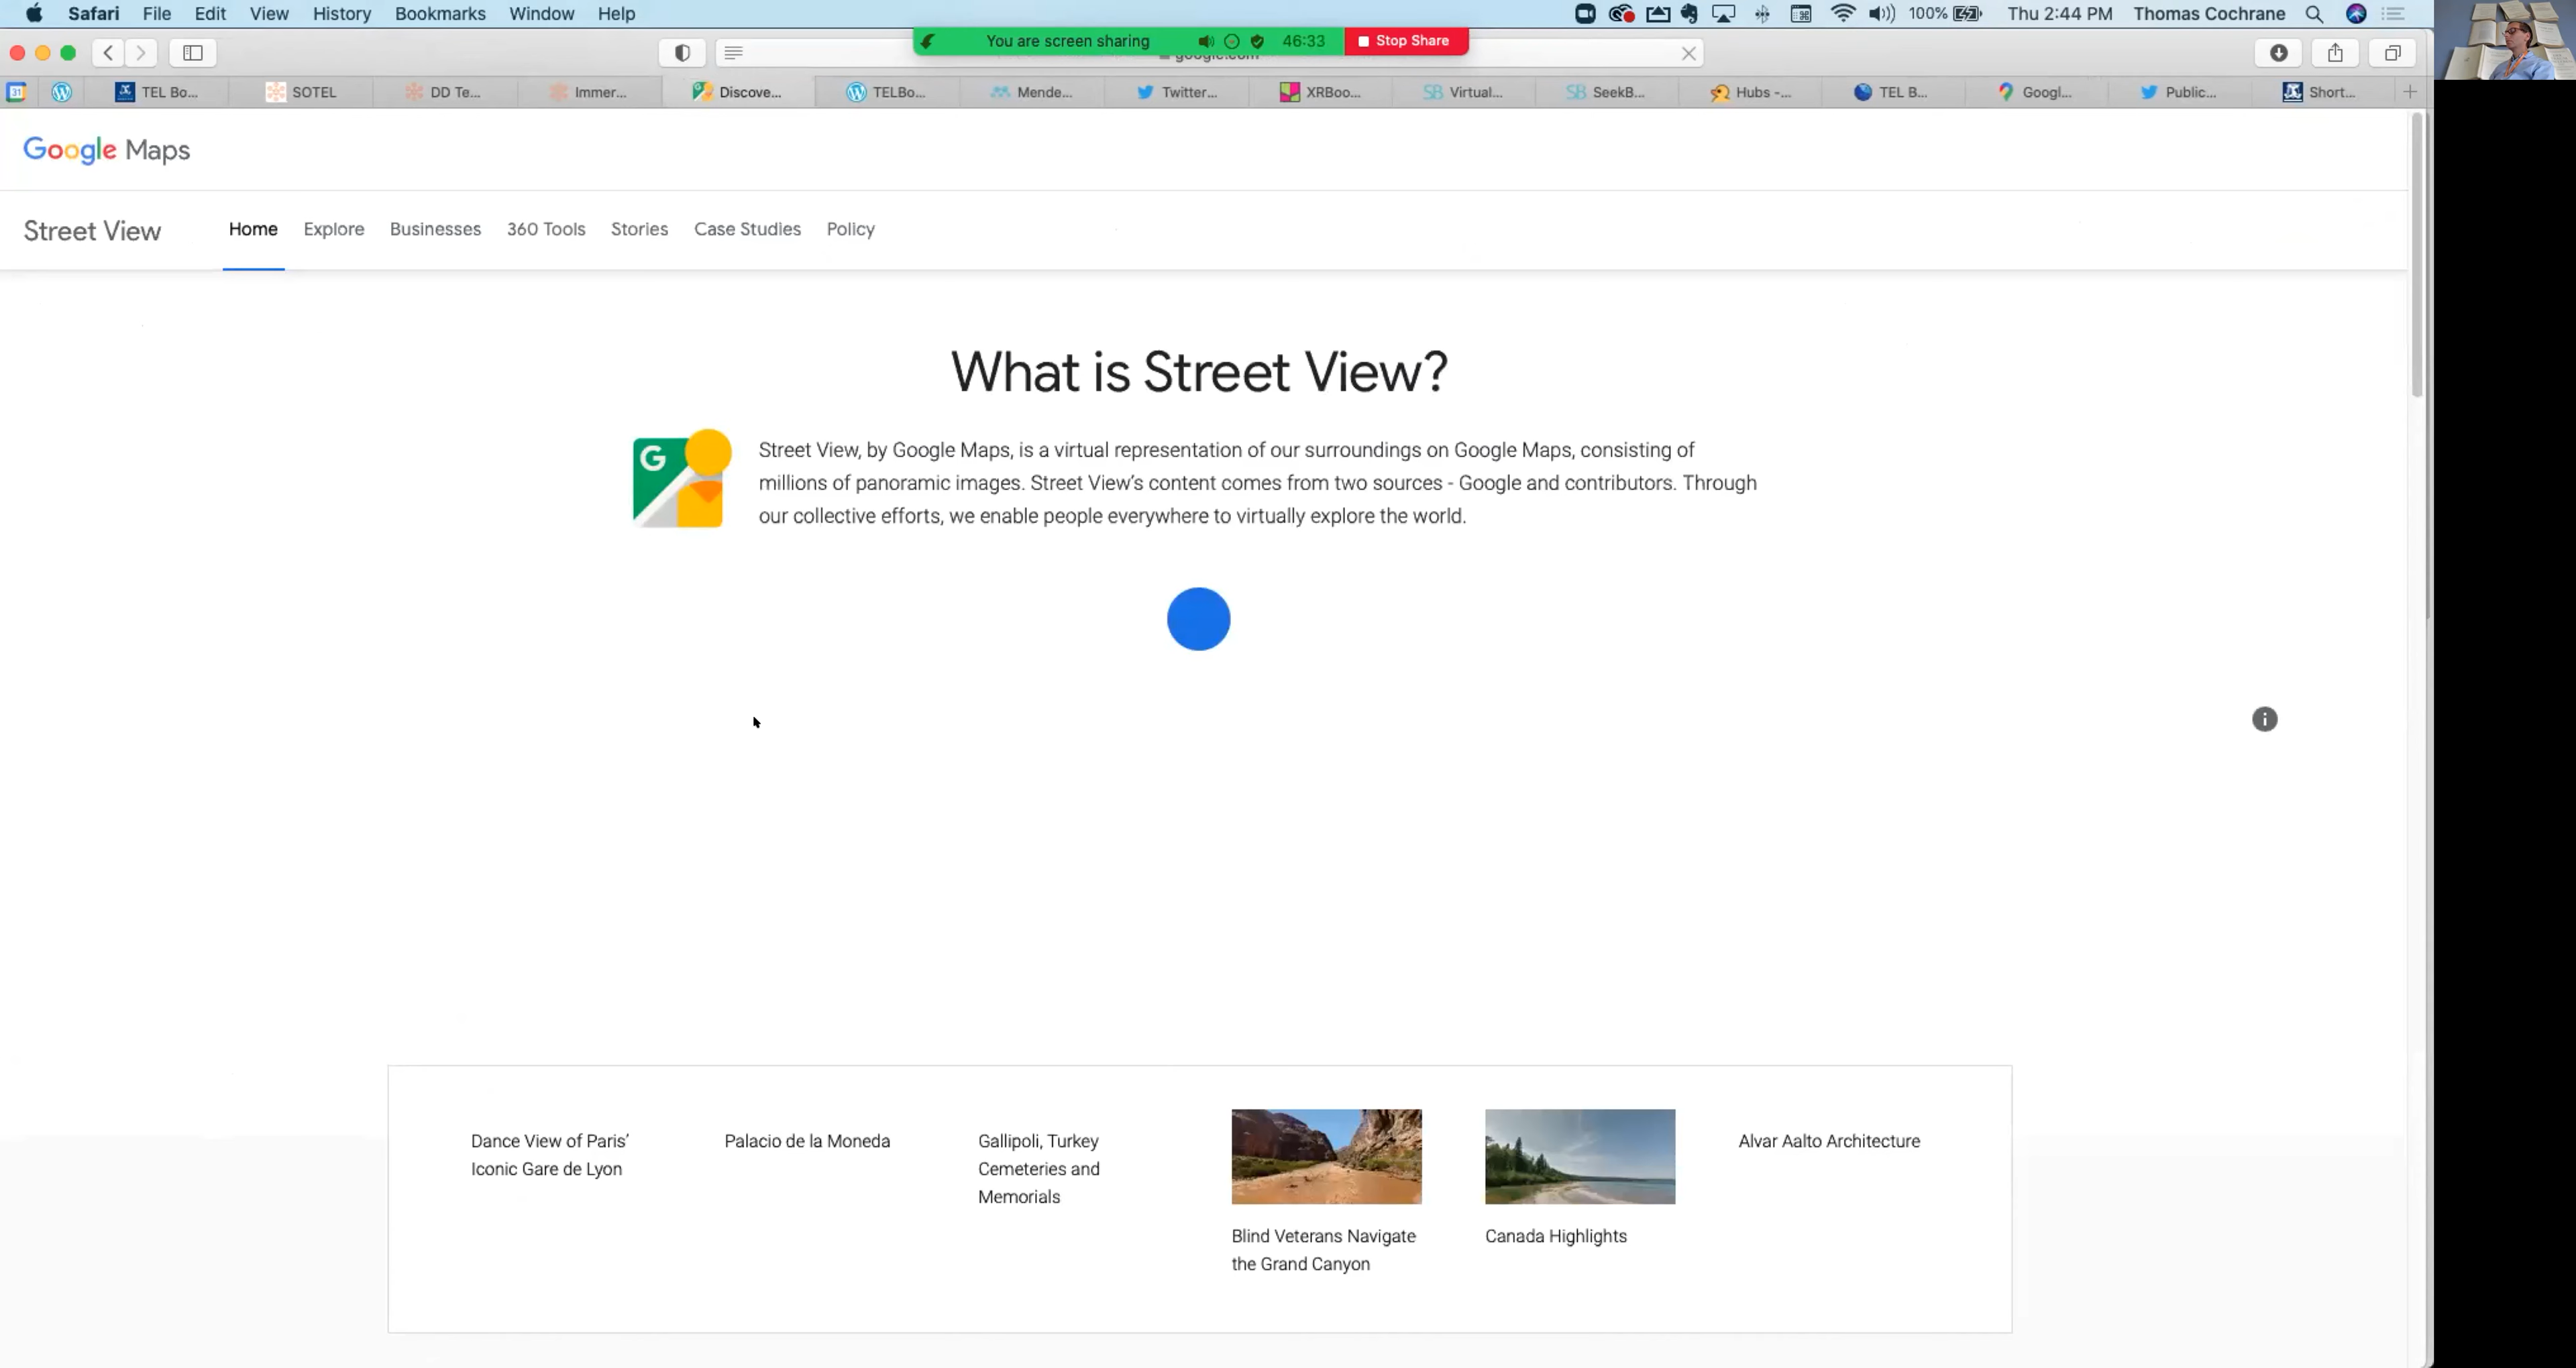 Safari File Edit View History Bookmarks Window Help 100% Thu 2:44 PM Thomas Cochrane
You are screen sharing 46:33 Stop Share
google.com
31 TEL Bo... SOTEL DD Te... Immer... Discove... TELBo... Mende... Twitter... XRBoo... SB Virtual... SB SeekB... Hubs -... TEL B... Googl... Public... Short...
Google Maps
Street View Home Explore Businesses 360 Tools Stories Case Studies Policy
What is Street View?
G
Street View, by Google Maps, is a virtual representation of our surroundings on Google Maps, consisting of
millions of panoramic images. Street View’s content comes from two sources - Google and contributors. Through
our collective efforts, we enable people everywhere to virtually explore the world.
i
Dance View of Paris’
Iconic Gare de Lyon
Palacio de la Moneda
Gallipoli, Turkey
Cemeteries and
Memorials
Blind Veterans Navigate
the Grand Canyon
Canada Highlights
Alvar Aalto Architecture